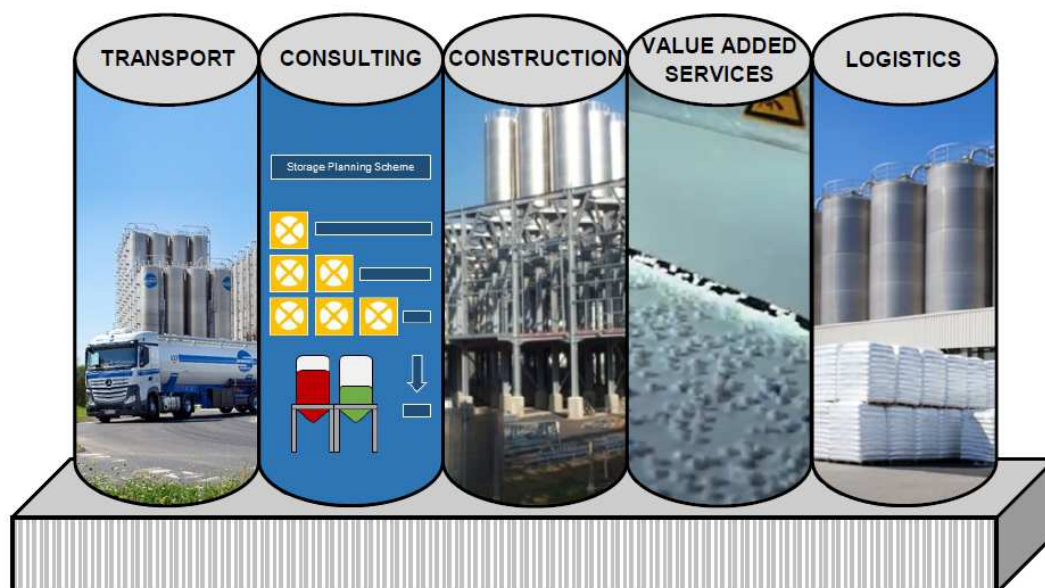 TRANSPORT
CONSULTING
CONSTRUCTION
VALUE ADDED
SERVICES
LOGISTICS
Storage Planning Scheme